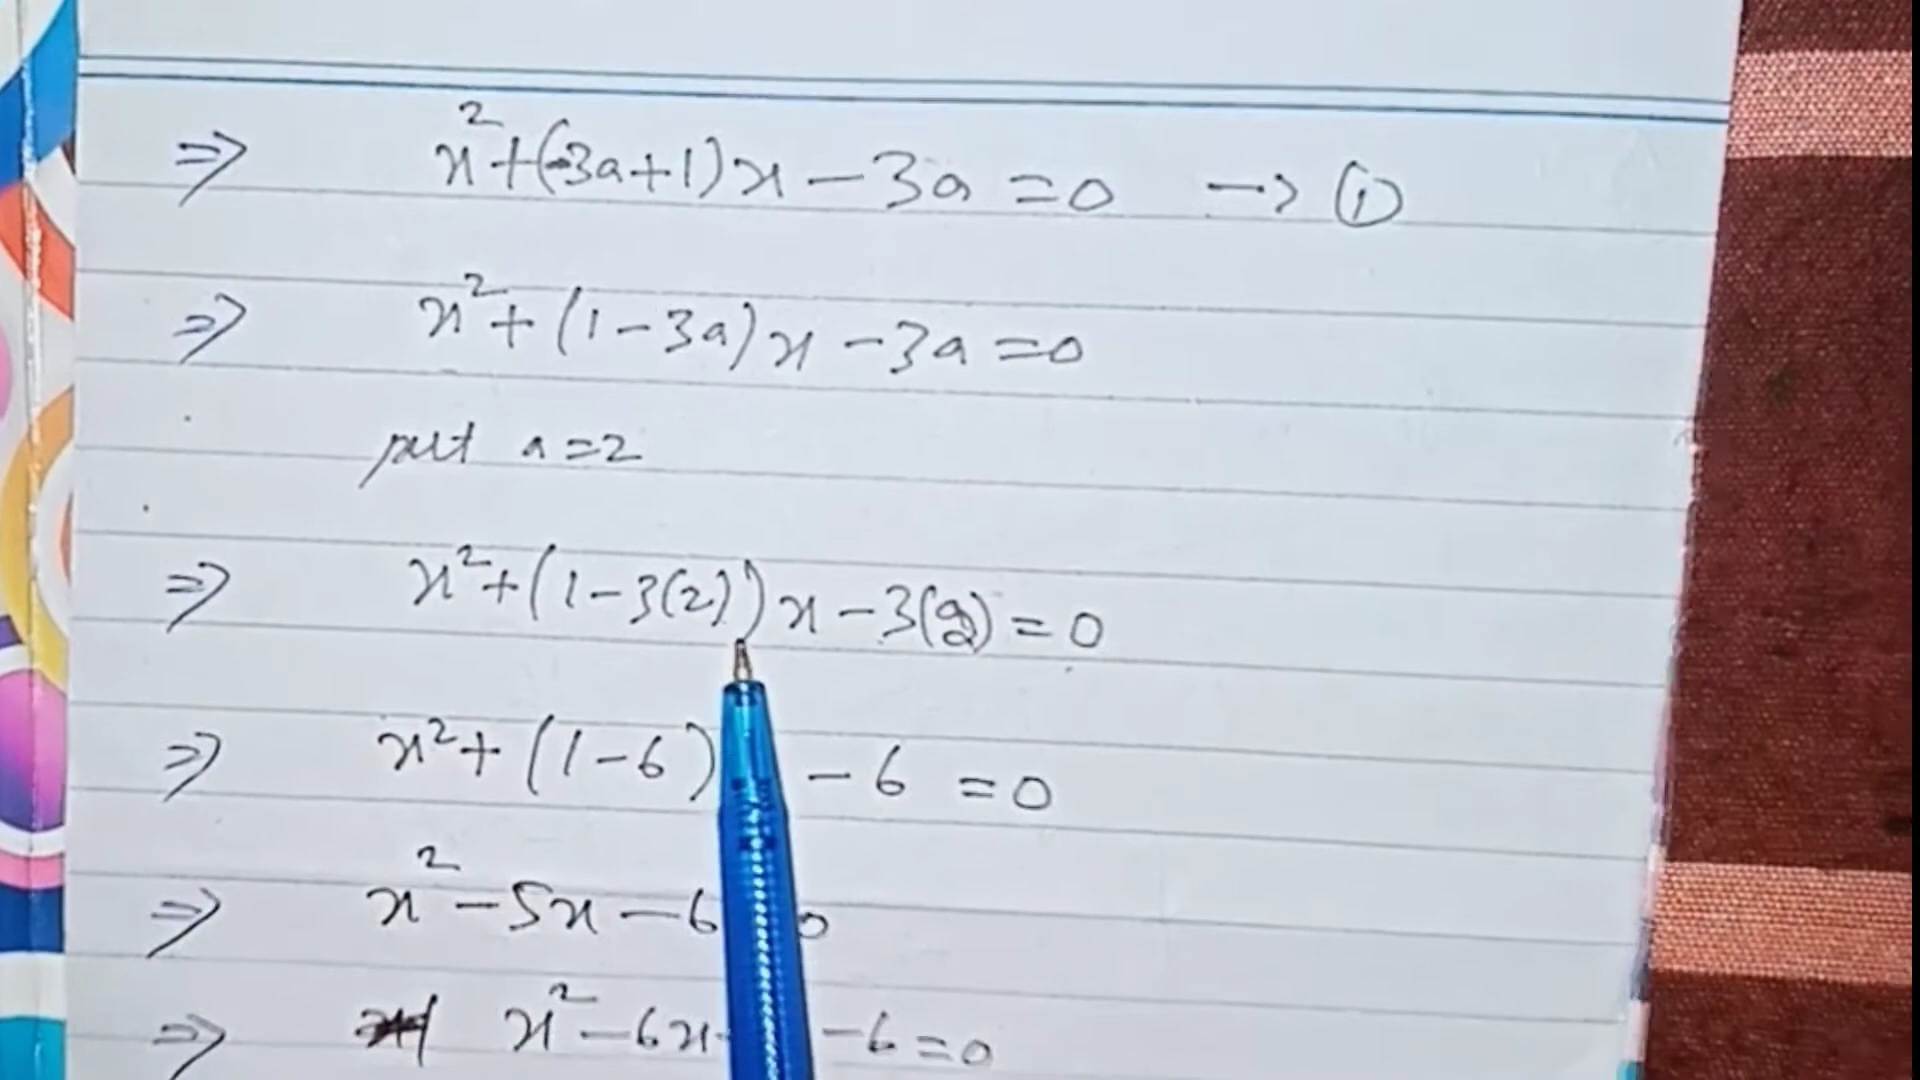 ⇒ x²+(-3a+1)x-3a=0 → ①
⇒ x²+(1-3a)x-3a=0
put a=2
⇒ x²+(1-3(2))x-3(2)=0
⇒ x²+(1-6) -6=0
⇒ x²-5x-6 0
⇒ x²-6x -6=0